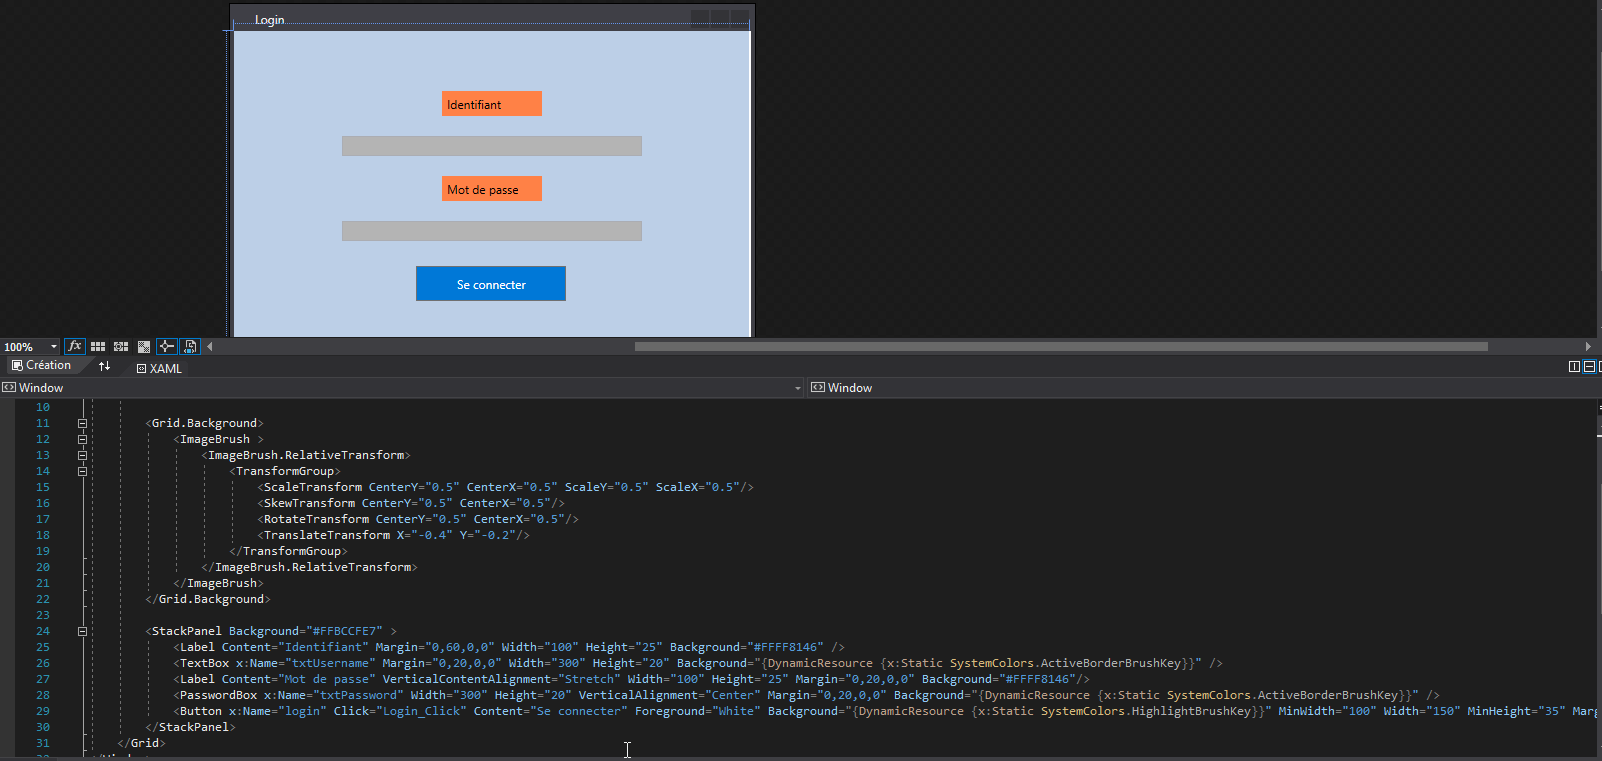 Login
Identifiant
Mot de passe
Se connecter
100%
fx
Création
XAML
Window
Window
10
11 <Grid.Background>
12 <ImageBrush >
13 <ImageBrush.RelativeTransform>
14 <TransformGroup>
15 <ScaleTransform CenterY="0.5" CenterX="0.5" ScaleY="0.5" ScaleX="0.5"/>
16 <SkewTransform CenterY="0.5" CenterX="0.5"/>
17 <RotateTransform CenterY="0.5" CenterX="0.5"/>
18 <TranslateTransform X="-0.4" Y="-0.2"/>
19 </TransformGroup>
20 </ImageBrush.RelativeTransform>
21 </ImageBrush>
22 </Grid.Background>
23
24 <StackPanel Background="#FFBCCFE7" >
25 <Label Content="Identifiant" Margin="0,60,0,0" Width="100" Height="25" Background="#FFFF8146" />
26 <TextBox x:Name="txtUsername" Margin="0,20,0,0" Width="300" Height="20" Background="{DynamicResource {x:Static SystemColors.ActiveBorderBrushKey}}" />
27 <Label Content="Mot de passe" VerticalContentAlignment="Stretch" Width="100" Height="25" Margin="0,20,0,0" Background="#FFFF8146"/>
28 <PasswordBox x:Name="txtPassword" Width="300" Height="20" VerticalAlignment="Center" Margin="0,20,0,0" Background="{DynamicResource {x:Static SystemColors.ActiveBorderBrushKey}}" />
29 <Button x:Name="login" Click="Login_Click" Content="Se connecter" Foreground="White" Background="{DynamicResource {x:Static SystemColors.HighlightBrushKey}}" MinWidth="100" Width="150" MinHeight="35" Marg
30 </StackPanel>
31 </Grid>